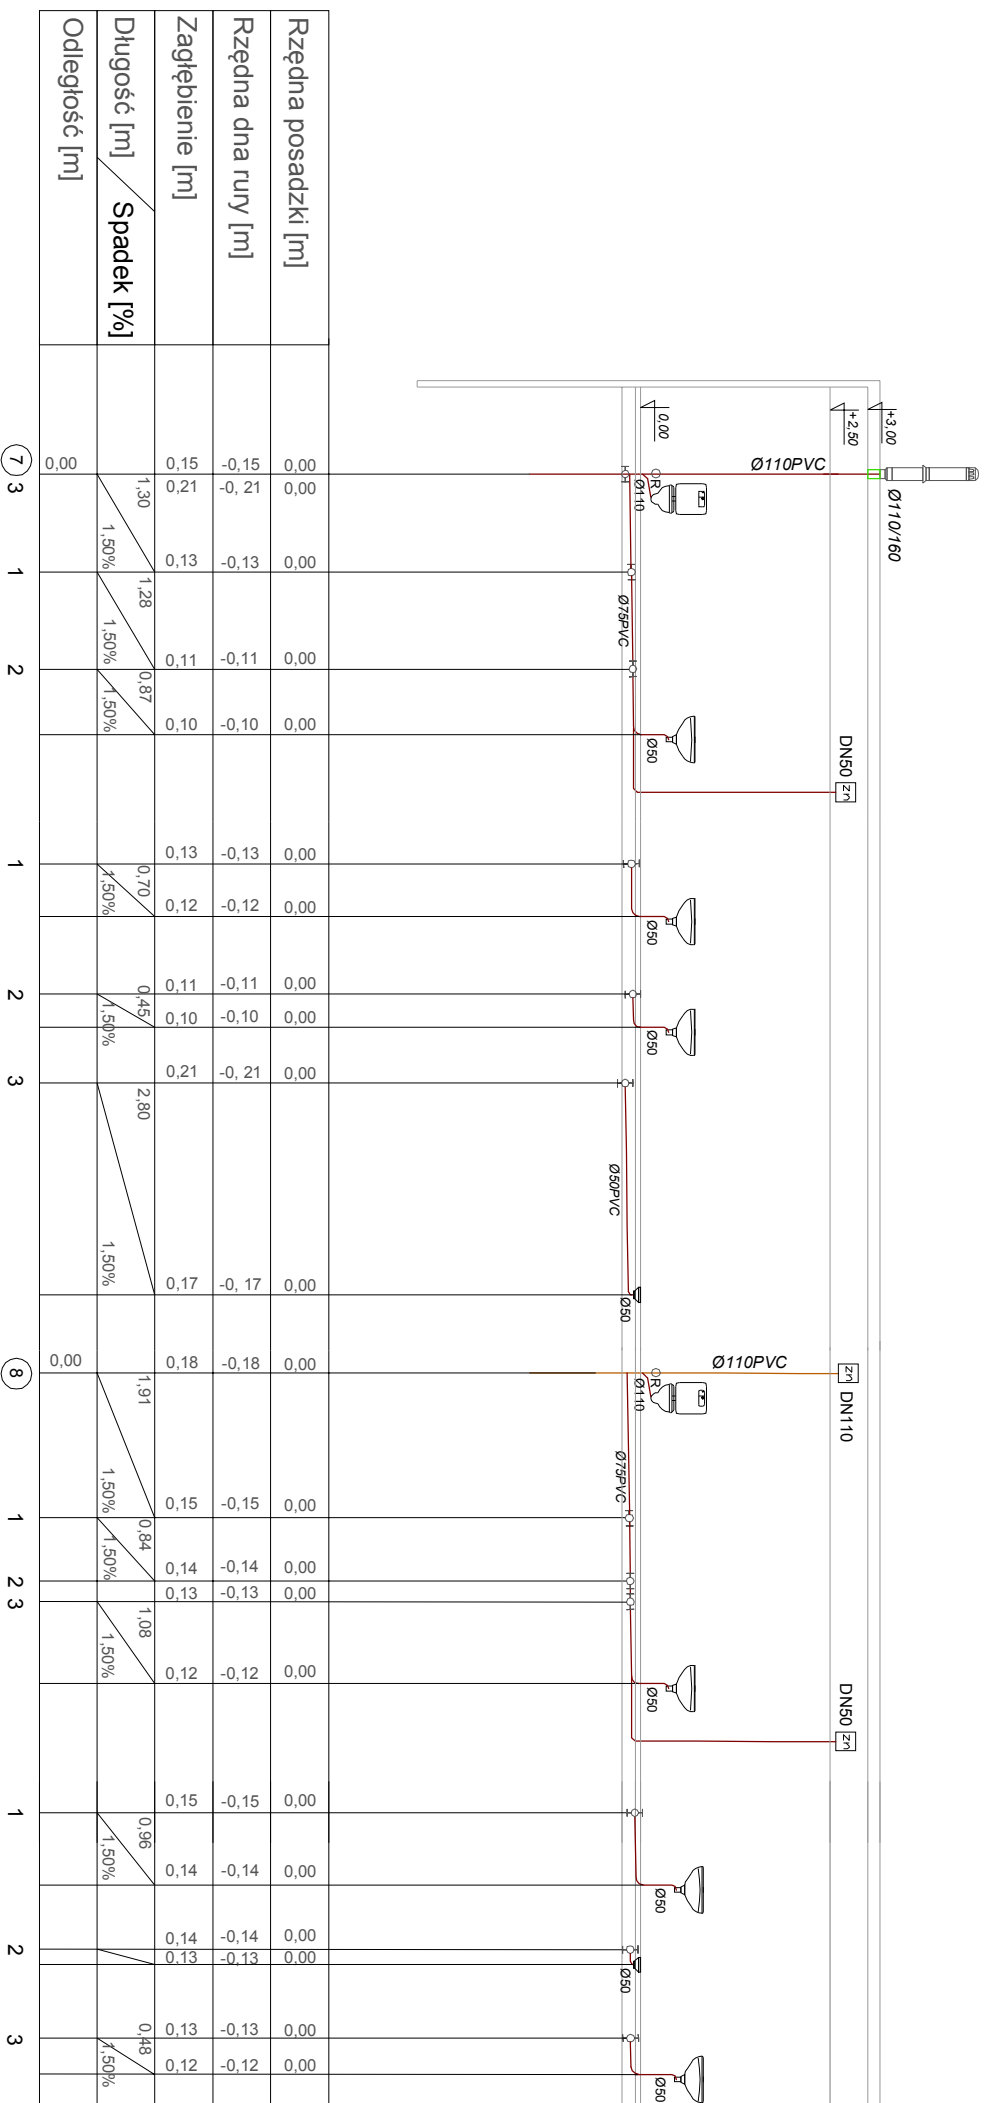 +3,00
+2,50
0,00
Ø110/160
Ø110PVC
R
Ø110
Ø75PVC
Ø50
DN50 zn
Ø50
Ø50
Ø50PVC
Ø50
Ø110PVC
zn DN110
R
Ø110
Ø75PVC
Ø50
DN50 zn
Ø50
Ø50
Ø50
Rzędna posadzki [m]
0,00 0,00 0,00 0,00 0,00 0,00 0,00 0,00 0,00 0,00 0,00 0,00 0,00 0,00 0,00 0,00 0,00 0,00 0,00 0,00 0,00 0,00 0,00
Rzędna dna rury [m]
-0,15 -0, 21 -0,13 -0,11 -0,10 -0,13 -0,12 -0,11 -0,10 -0, 21 -0, 17 -0,18 -0,15 -0,14 -0,13 -0,12 -0,15 -0,14 -0,14 -0,13 -0,13 -0,12
Zagłębienie [m]
0,15 0,21 0,13 0,11 0,10 0,13 0,12 0,11 0,10 0,21 0,17 0,18 0,15 0,14 0,13 0,12 0,15 0,14 0,14 0,13 0,13 0,12
Długość [m]
1,30 1,28 0,87 0,70 0,45 2,80 1,91 0,84 1,08 0,96 0,48
Spadek [%]
1,50% 1,50% 1,50% 1,50% 1,50% 1,50% 1,50% 1,50% 1,50% 1,50% 1,50%
Odległość [m]
0,00 0,00
7 3 1 2 1 2 3 8 1 2 3 1 2 3